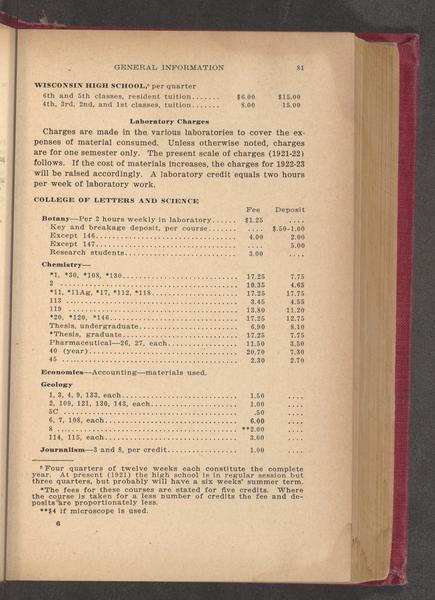 GENERAL INFORMATION 81
WISCONSIN HIGH SCHOOL,⁸ per quarter
6th and 5th classes, resident tuition....... $6.00 $15.00
4th, 3rd, 2nd, and 1st classes, tuition....... 8.00 15.00
Laboratory Charges
Charges are made in the various laboratories to cover the ex-
penses of material consumed. Unless otherwise noted, charges
are for one semester only. The present scale of charges (1921-22)
follows. If the cost of materials increases, the charges for 1922-23
will be raised accordingly. A laboratory credit equals two hours
per week of laboratory work.
COLLEGE OF LETTERS AND SCIENCE
Fee Deposit
Botany—Per 2 hours weekly in laboratory...... $1.25 ....
Key and breakage deposit, per course....... .... $.50-1.00
Except 146............................ 4.00 2.00
Except 147............................ 5.00
Research students...................... 3.00 ....
Chemistry—
*1, *30, *108, *130....................... 17.25 7.75
2 ....................................... 10.35 4.65
*11, *11Ag, *17, *112, *118................ 17.25 17.75
113 ..................................... 3.45 4.55
119 ..................................... 13.80 11.20
*20, *120, *146.......................... 17.25 12.75
Thesis, undergraduate.................... 6.90 8.10
*Thesis, graduate........................ 17.25 7.75
Pharmaceutical—26, 27, each.............. 11.50 3.50
40 (year)................................ 20.70 7.30
45 ...................................... 2.30 2.70
Economics—Accounting—materials used.
Geology
1, 3, 4, 9, 133, each..................... 1.50 ....
2, 109, 121, 130, 143, each............... 1.00 ....
5C ...................................... .50 ....
6, 7, 108, each........................... 6.00 ....
8 ....................................... **2.00 ....
114, 115, each........................... 3.00 ....
Journalism—3 and 8, per credit.............. 1.00 ....
⁸ Four quarters of twelve weeks each constitute the complete
year. At present (1921) the high school is in regular session but
three quarters, but probably will have a six weeks' summer term.
*The fees for these courses are stated for five credits. Where
the course is taken for a less number of credits the fee and de-
posits are proportionately less.
**$4 if microscope is used.
6